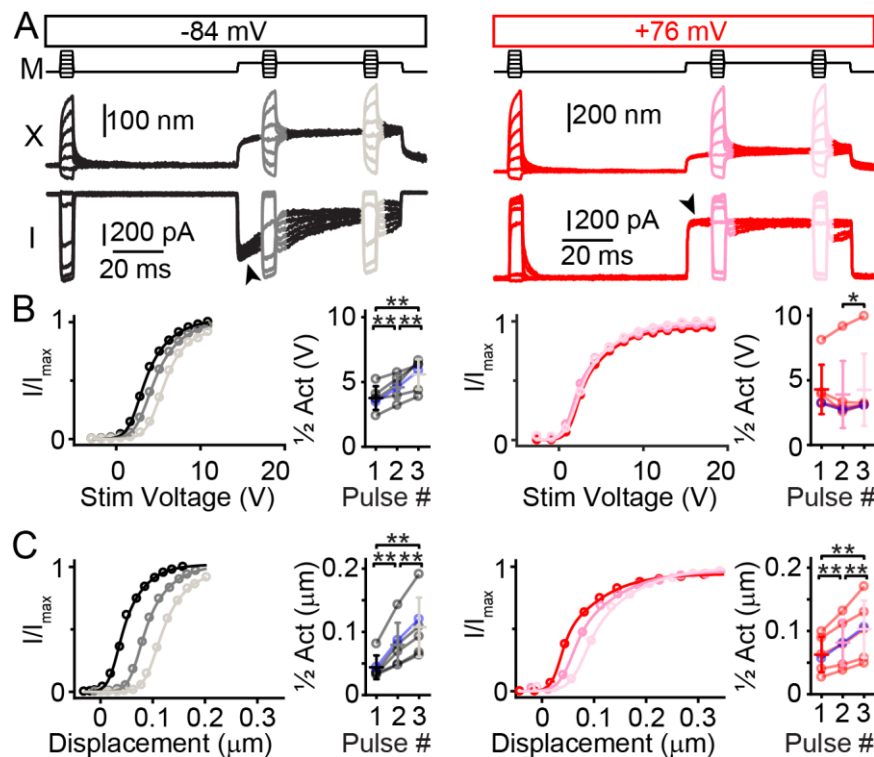 A
-84 mV
+76 mV
M
X
100 nm
200 nm
I
200 pA
20 ms
200 pA
20 ms
B
I/Imax
1
0
0 10 20
Stim Voltage (V)
½ Act (V)
10
5
0
** 
** **
1 2 3
Pulse #
I/Imax
1
0
0 10 20
Stim Voltage (V)
½ Act (V)
10
5
0
*
1 2 3
Pulse #
C
I/Imax
1
0
0 0.1 0.2 0.3
Displacement (μm)
½ Act (μm)
0.2
0.1
0
**
** **
1 2 3
Pulse #
I/Imax
1
0
0 0.1 0.2 0.3
Displacement (μm)
½ Act (μm)
0.2
0.1
0
**
** **
1 2 3
Pulse #